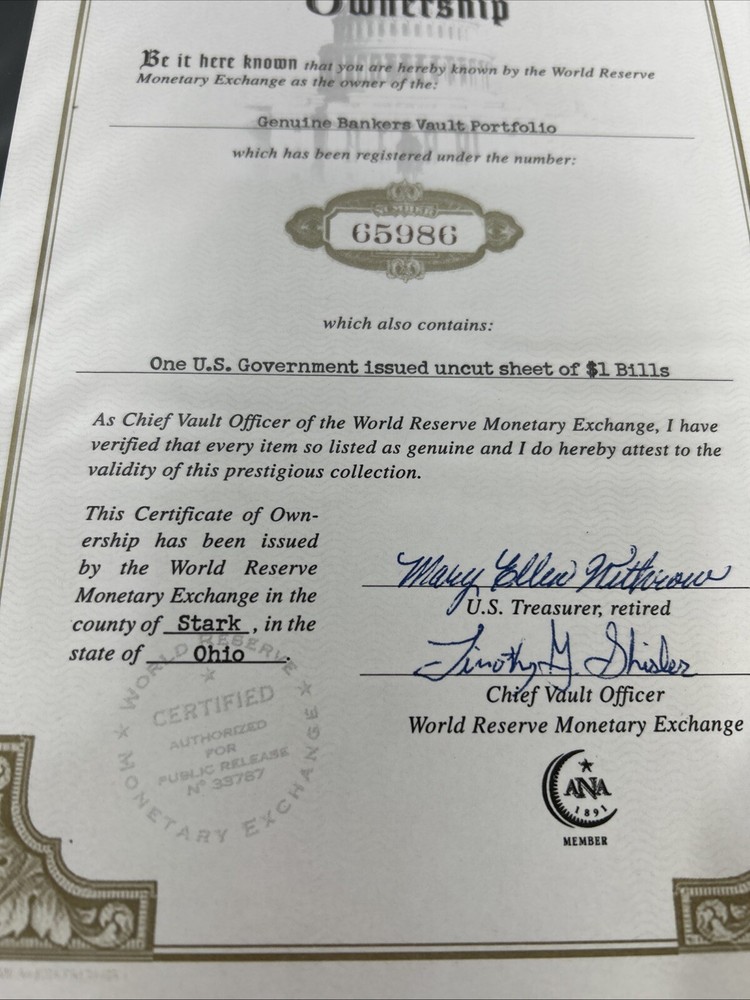 Ownership
Be it here known that you are hereby known by the World Reserve
Monetary Exchange as the owner of the:
Genuine Bankers Vault Portfolio
which has been registered under the number:
NUMBER
65986
which also contains:
One U.S. Government issued uncut sheet of $1 Bills
As Chief Vault Officer of the World Reserve Monetary Exchange, I have
verified that every item so listed as genuine and I do hereby attest to the
validity of this prestigious collection.
This Certificate of Own-
ership has been issued
by the World Reserve
Monetary Exchange in the
county of Stark, in the
state of Ohio.
Mary Ellen Withrow
U.S. Treasurer, retired
Timothy J. Shisler
Chief Vault Officer
World Reserve Monetary Exchange
WORLD RESERVE MONETARY EXCHANGE
CERTIFIED
AUTHORIZED
FOR
PUBLIC RELEASE
Nº 33787
ANA
1891
MEMBER